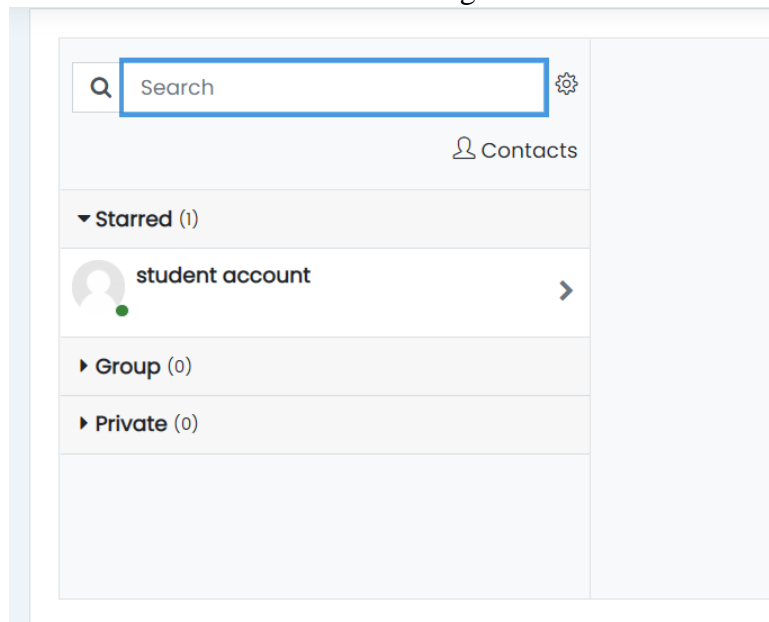 Search
Contacts
Starred (1)
student account
Group (0)
Private (0)